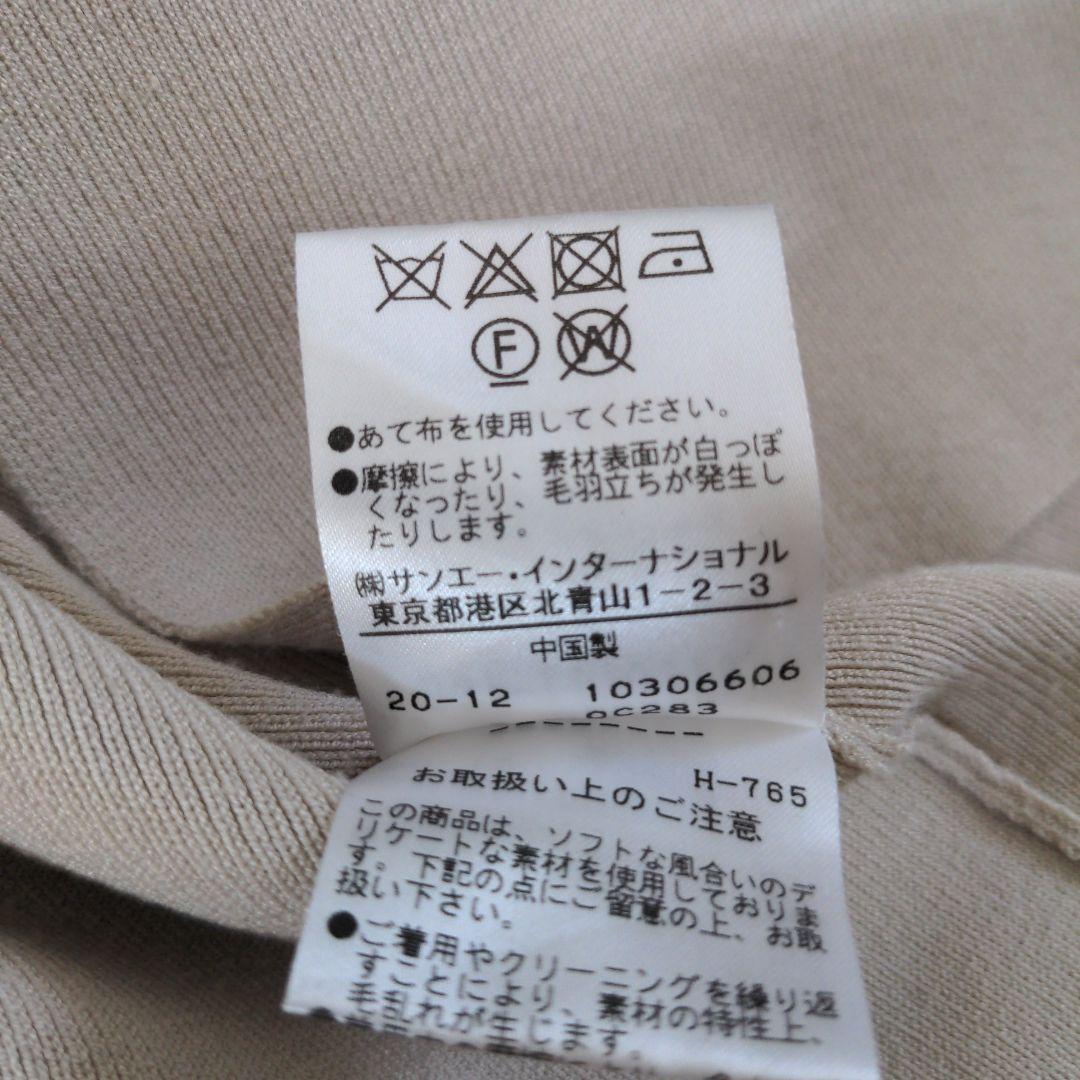 F W
●あて布を使用してください。
●摩擦により、素材表面が白っぽ
くなったり、毛羽立ちが発生し
たりします。
㈱サンエー・インターナショナル
東京都港区北青山1-2-3
中国製
20-12 10306606
0C283
--------
H-765
お取扱い上のご注意
この商品は、ソフトな風合いのデ
リケートな素材を使用しておりま
す。下記の点にご留意の上、お取
扱い下さい。
●ご着用やクリーニングを繰り返
すことにより、素材の特性上、
毛乱れが生じます。